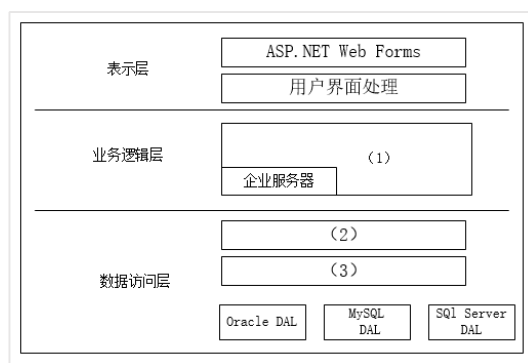 表示层
ASP.NET Web Forms
用户界面处理
业务逻辑层
(1)
企业服务器
数据访问层
(2)
(3)
Oracle DAL
MySQL
DAL
SQl Server
DAL